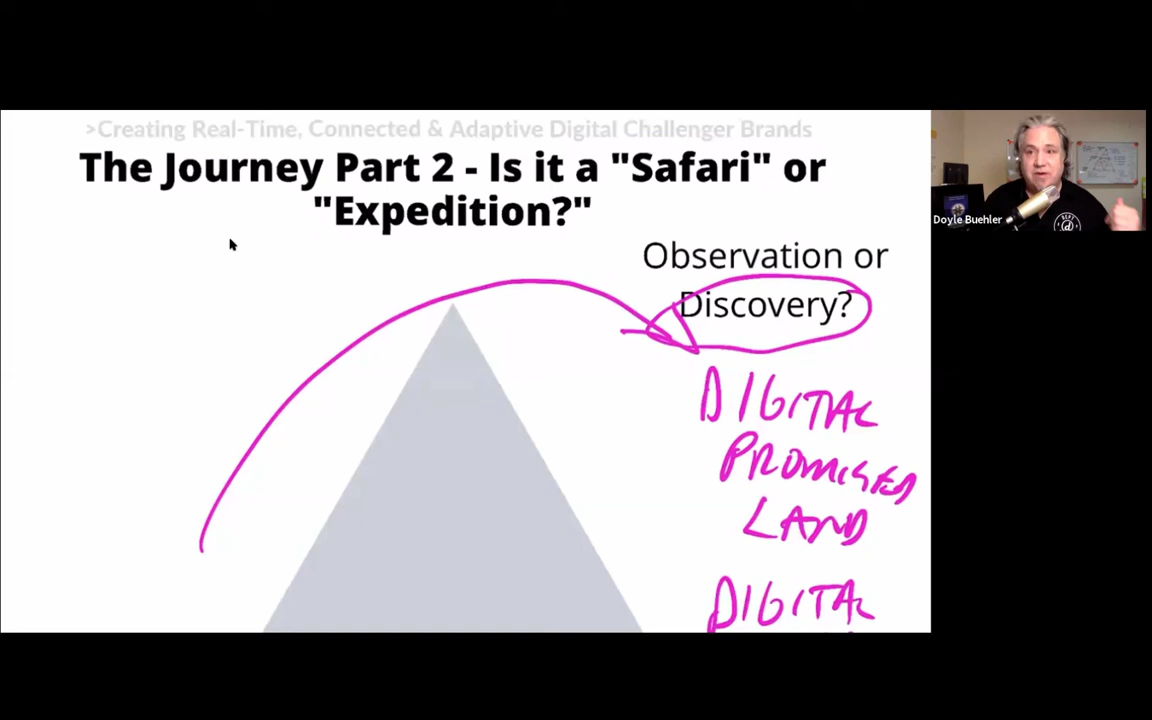 >Creating Real-Time, Connected & Adaptive Digital Challenger Brands
The Journey Part 2 - Is it a "Safari" or
"Expedition?"
Observation or
Discovery?
DIGITAL
PROMISED
LAND
DIGITAL
Doyle Buehler